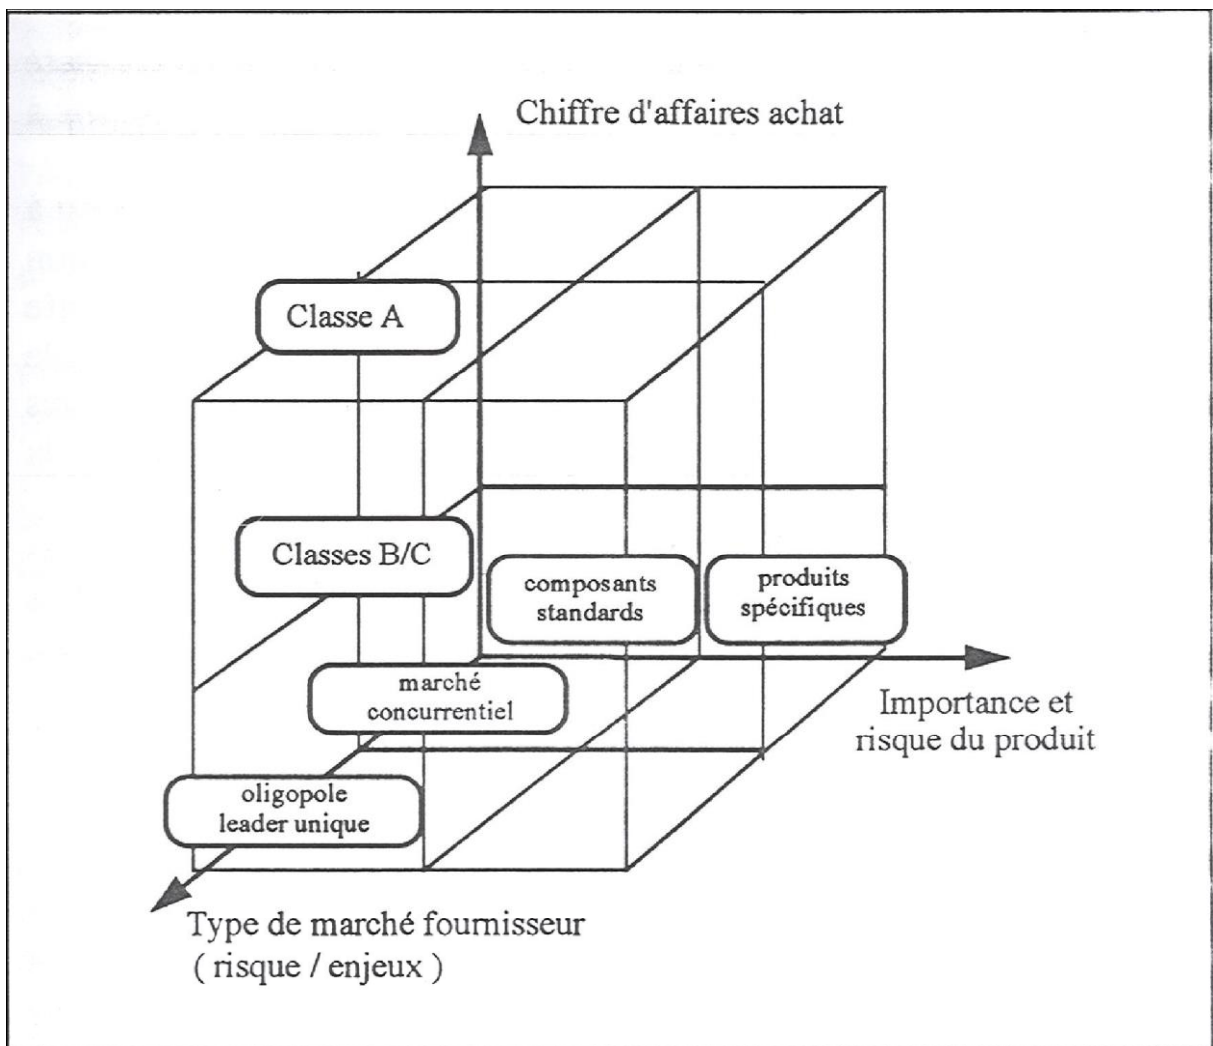 Chiffre d'affaires achat
Classe A
Classes B/C
composants
standards
produits
spécifiques
marché
concurrentiel
Importance et
risque du produit
oligopole
leader unique
Type de marché fournisseur
( risque / enjeux )